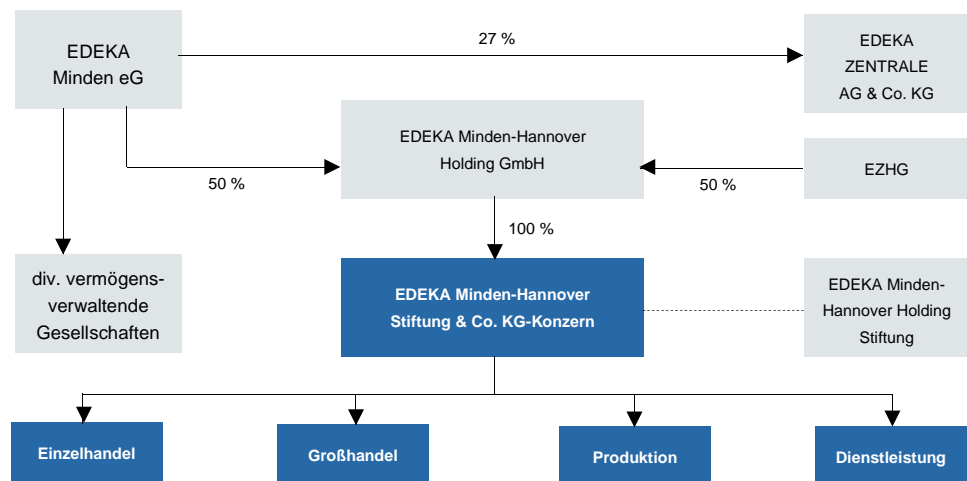 EDEKA
Minden eG
27 %
EDEKA
ZENTRALE
AG & Co. KG
EDEKA Minden-Hannover
Holding GmbH
50 %
50 %
EZHG
100 %
div. vermögens-
verwaltende
Gesellschaften
EDEKA Minden-Hannover
Stiftung & Co. KG-Konzern
EDEKA Minden-
Hannover Holding
Stiftung
Einzelhandel
Großhandel
Produktion
Dienstleistung